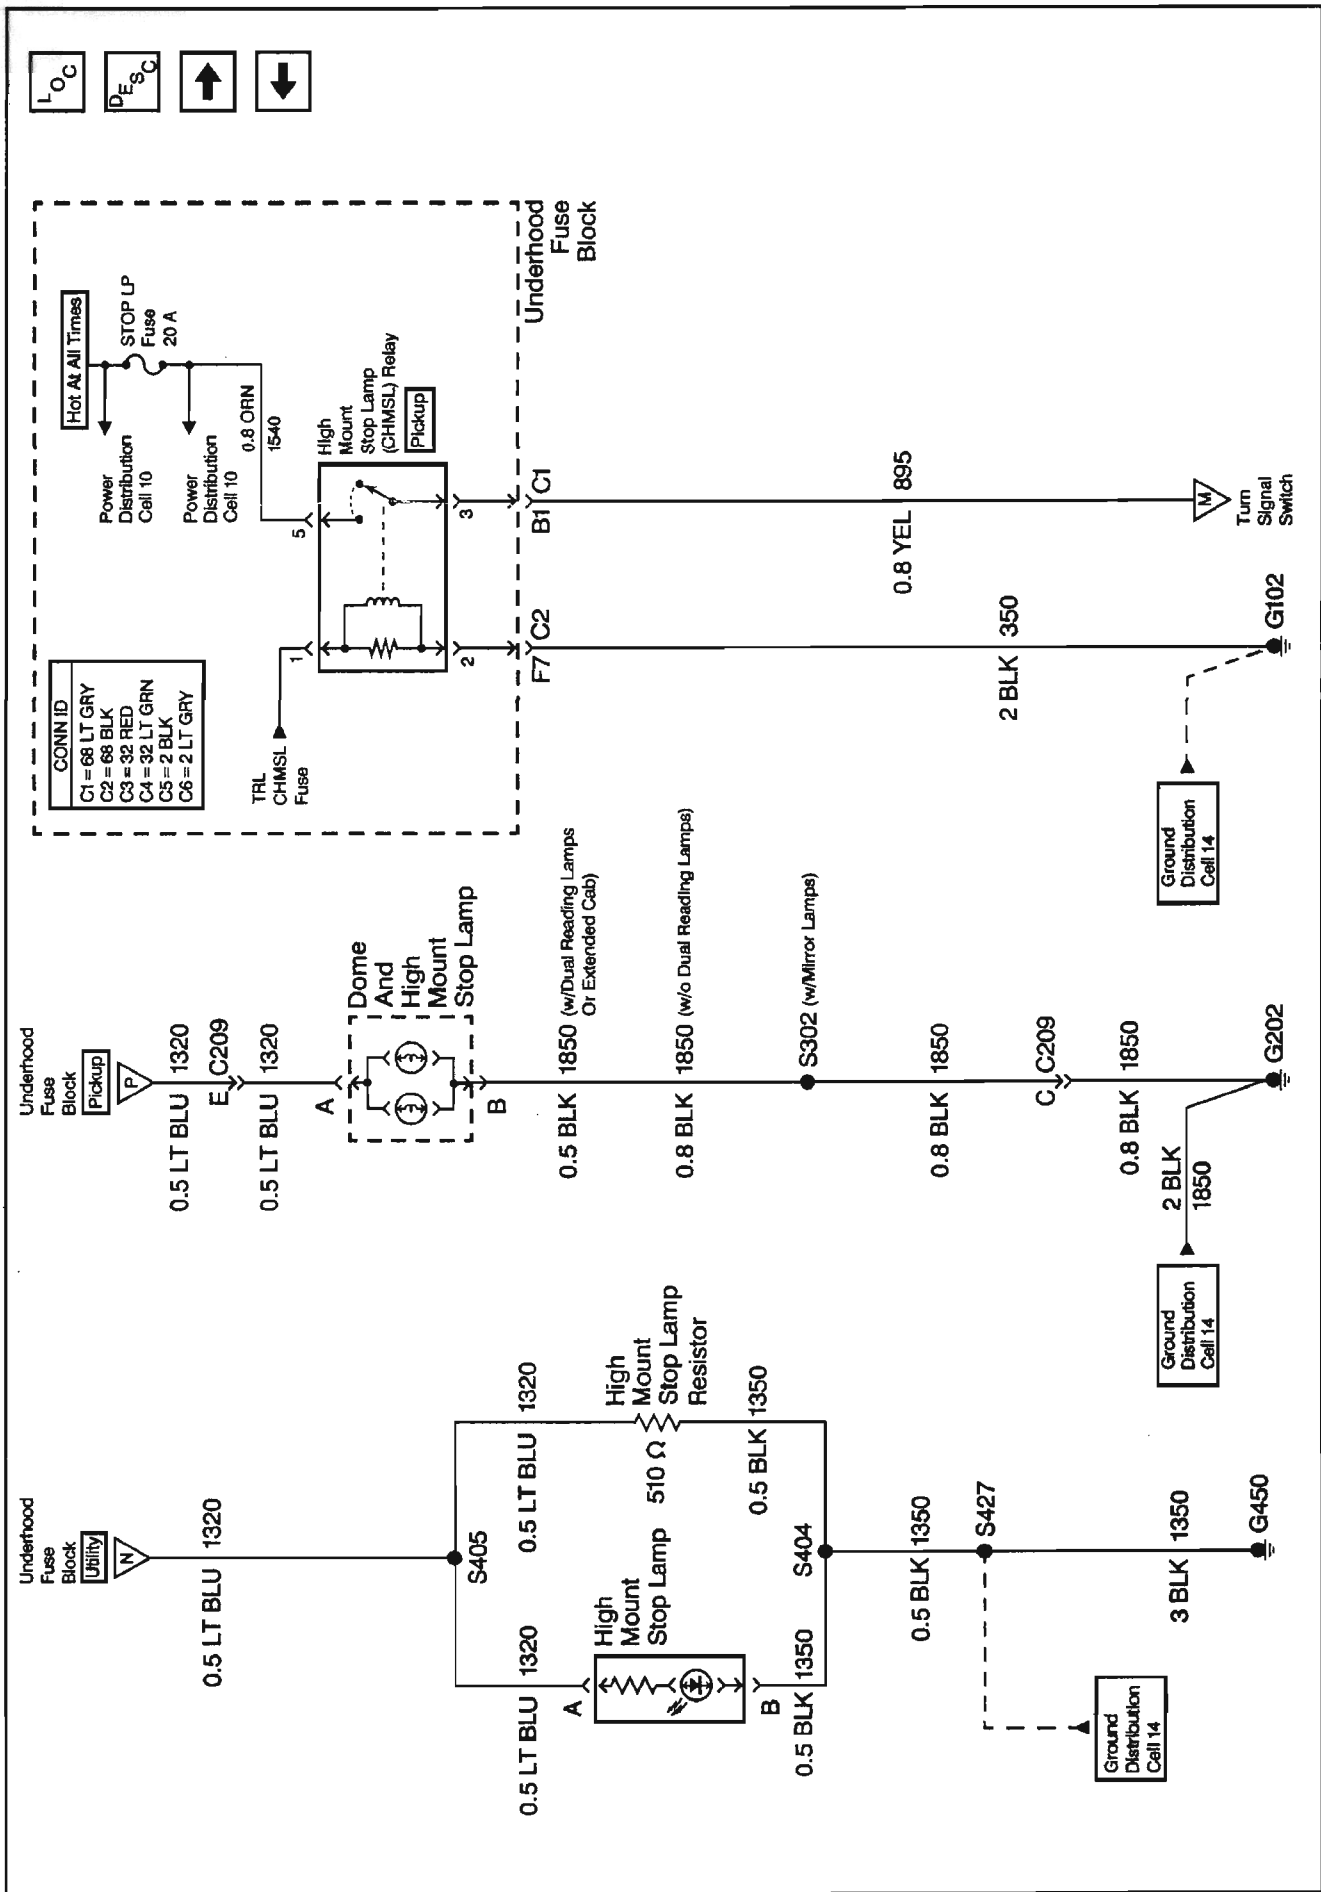 LOC
DESC
Underhood
Fuse
Block
Utility
N
0.5 LT BLU 1320
S405
0.5 LT BLU 1320
0.5 LT BLU 1320
A
High
Mount
Stop Lamp
510 Ω
High
Mount
Stop Lamp
Resistor
B
0.5 BLK 1350
0.5 BLK 1350
S404
0.5 BLK 1350
S427
Ground
Distribution
Cell 14
3 BLK 1350
G450
Underhood
Fuse
Block
Pickup
P
0.5 LT BLU 1320
E C209
0.5 LT BLU 1320
A
Dome
And
High
Mount
Stop Lamp
B
0.5 BLK 1850 (w/Dual Reading Lamps
Or Extended Cab)
0.8 BLK 1850 (w/o Dual Reading Lamps)
S302 (w/Mirror Lamps)
0.8 BLK 1850
C C209
0.8 BLK 1850
2 BLK
1850
Ground
Distribution
Cell 14
G202
CONN ID
C1 = 68 LT GRY
C2 = 68 BLK
C3 = 32 RED
C4 = 32 LT GRN
C5 = 2 BLK
C6 = 2 LT GRY
Hot At All Times
Power
Distribution
Cell 10
STOP LP
Fuse
20 A
Power
Distribution
Cell 10
0.8 ORN
1540
TRL
CHMSL
Fuse
1
5
High
Mount
Stop Lamp
(CHMSL) Relay
Pickup
2
3
Underhood
Fuse
Block
F7 C2
B1 C1
0.8 YEL 895
2 BLK 350
Ground
Distribution
Cell 14
G102
M
Turn
Signal
Switch